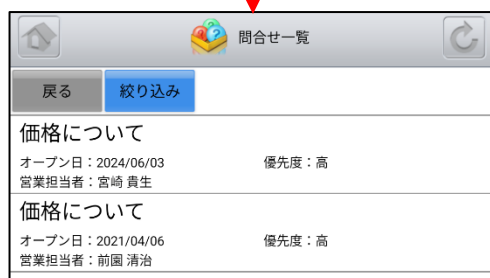 問合せ一覧
戻る 絞り込み
価格について
オープン日：2024/06/03 優先度：高
営業担当者：宮崎 貴生
価格について
オープン日：2021/04/06 優先度：高
営業担当者：前園 清治